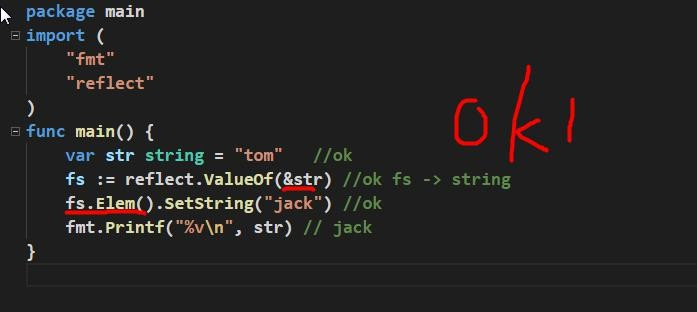 package main
import (
    "fmt"
    "reflect"
)
func main() {
    var str string = "tom"   //ok
    fs := reflect.ValueOf(&str) //ok fs -> string
    fs.Elem().SetString("jack") //ok
    fmt.Printf("%v\n", str) // jack
}
ok1